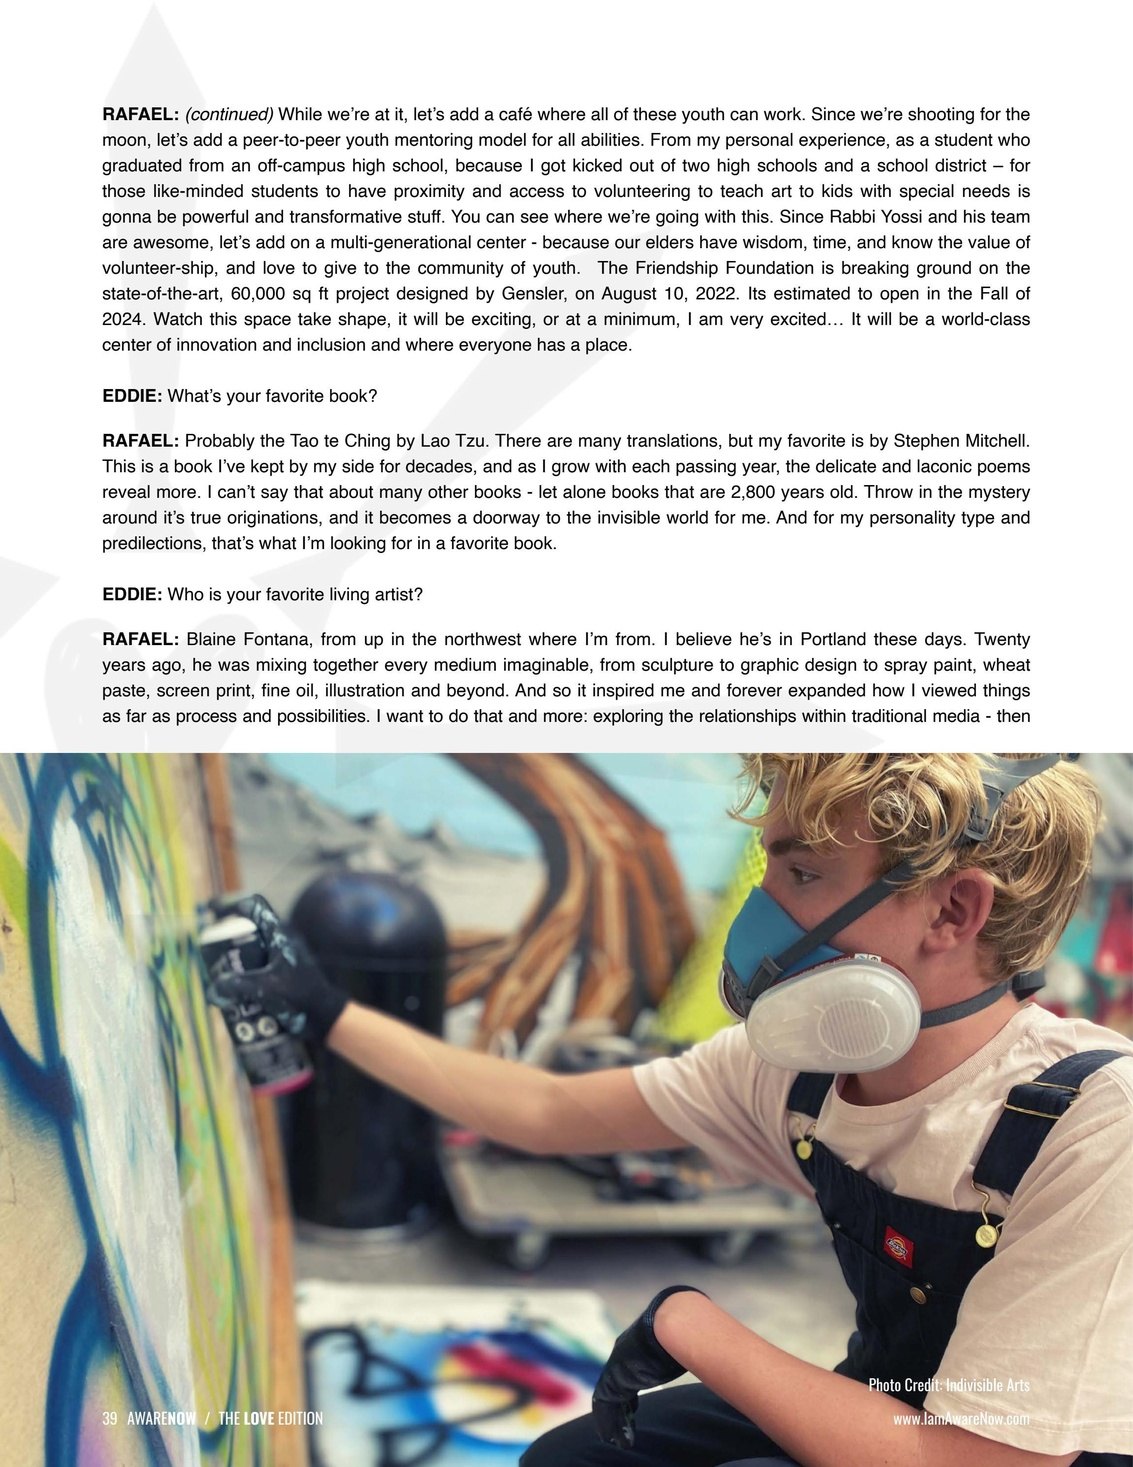 RAFAEL: (continued) While we’re at it, let’s add a café where all of these youth can work. Since we’re shooting for the
moon, let’s add a peer-to-peer youth mentoring model for all abilities. From my personal experience, as a student who
graduated from an off-campus high school, because I got kicked out of two high schools and a school district – for
those like-minded students to have proximity and access to volunteering to teach art to kids with special needs is
gonna be powerful and transformative stuff. You can see where we’re going with this. Since Rabbi Yossi and his team
are awesome, let’s add on a multi-generational center - because our elders have wisdom, time, and know the value of
volunteer-ship, and love to give to the community of youth. The Friendship Foundation is breaking ground on the
state-of-the-art, 60,000 sq ft project designed by Gensler, on August 10, 2022. Its estimated to open in the Fall of
2024. Watch this space take shape, it will be exciting, or at a minimum, I am very excited… It will be a world-class
center of innovation and inclusion and where everyone has a place.
EDDIE: What’s your favorite book?
RAFAEL: Probably the Tao te Ching by Lao Tzu. There are many translations, but my favorite is by Stephen Mitchell.
This is a book I’ve kept by my side for decades, and as I grow with each passing year, the delicate and laconic poems
reveal more. I can’t say that about many other books - let alone books that are 2,800 years old. Throw in the mystery
around it’s true originations, and it becomes a doorway to the invisible world for me. And for my personality type and
predilections, that’s what I’m looking for in a favorite book.
EDDIE: Who is your favorite living artist?
RAFAEL: Blaine Fontana, from up in the northwest where I’m from. I believe he’s in Portland these days. Twenty
years ago, he was mixing together every medium imaginable, from sculpture to graphic design to spray paint, wheat
paste, screen print, fine oil, illustration and beyond. And so it inspired me and forever expanded how I viewed things
as far as process and possibilities. I want to do that and more: exploring the relationships within traditional media - then
Dickies
Photo Credit: Indivisible Arts
39 AWARENOW / THE LOVE EDITION
www.IamAwareNow.com